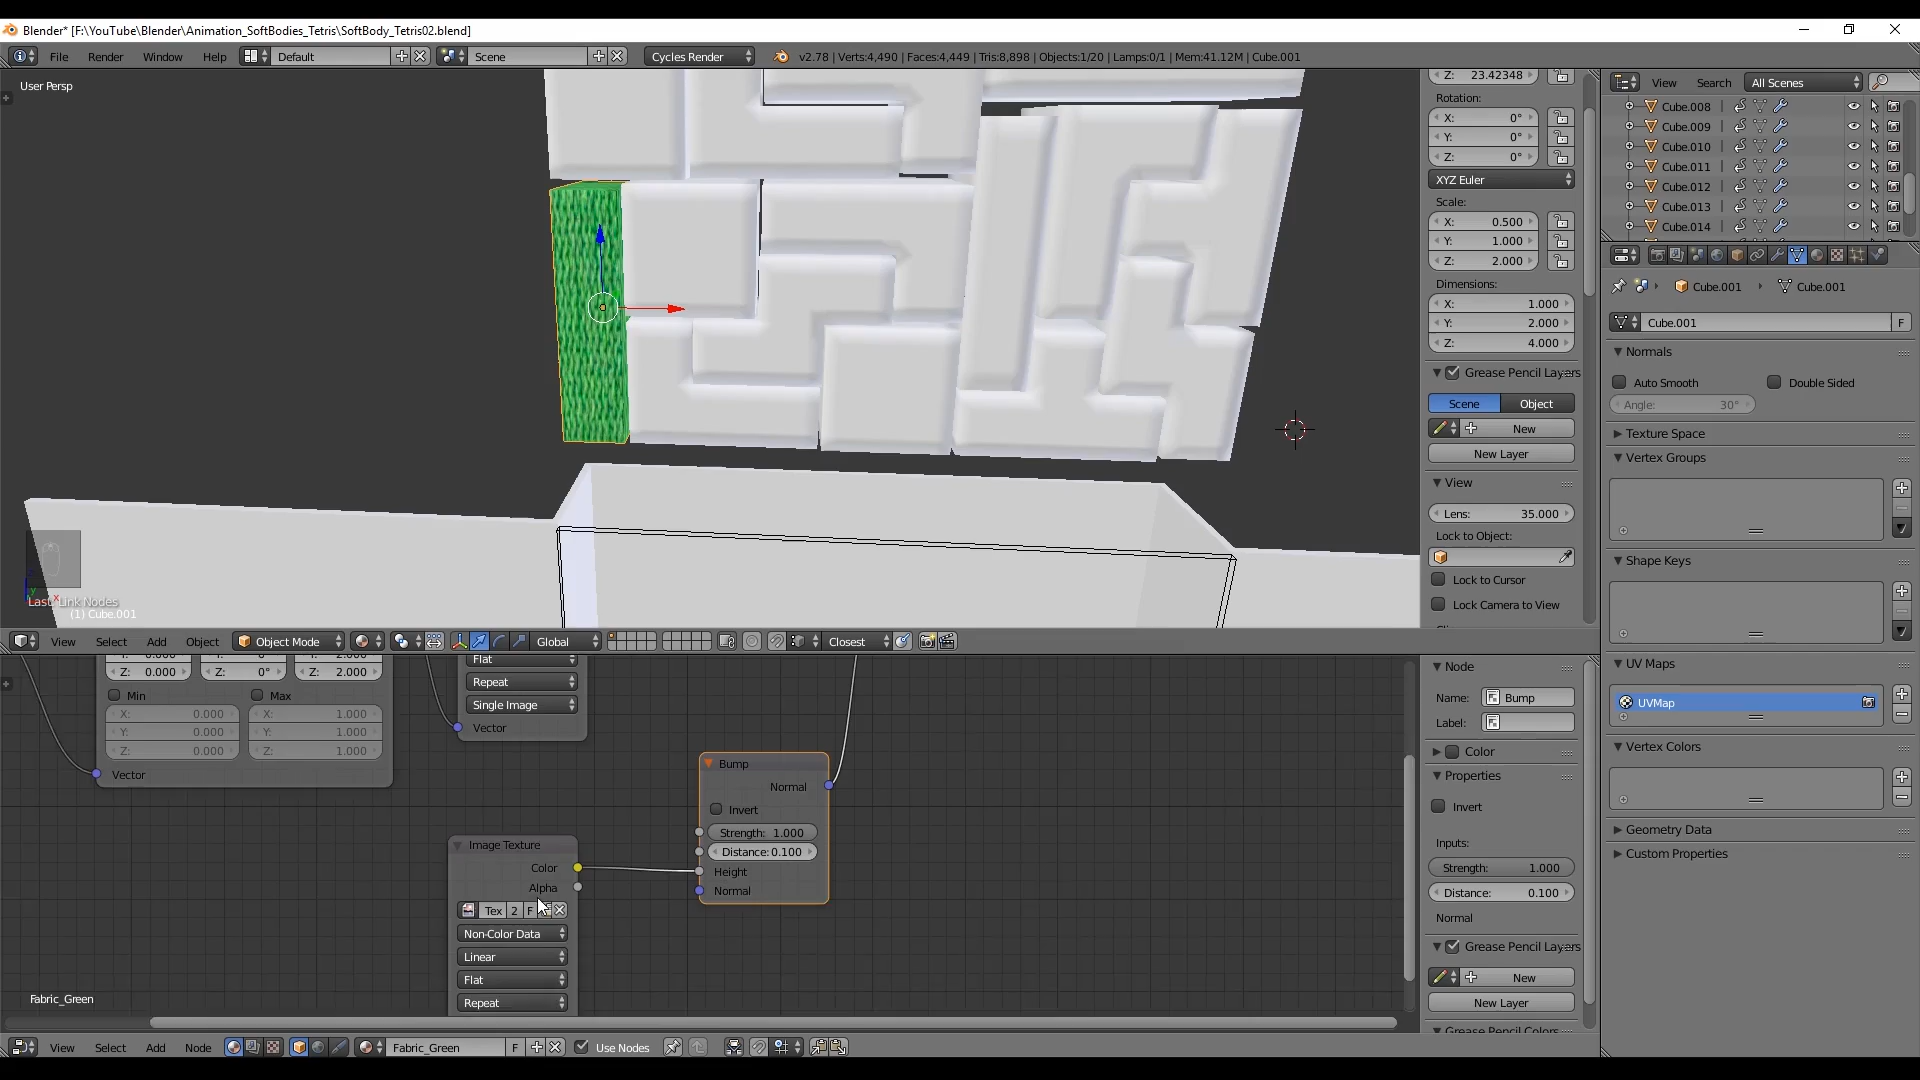 Blender* [F:\YouTube\Blender\Animation_SoftBodies_Tetris\SoftBody_Tetris02.blend]
File Render Window Help Default Scene Cycles Render v2.78 | Verts:4,490 | Faces:4,449 | Tris:8,898 | Objects:1/20 | Lamps:0/1 | Mem:41.12M | Cube.001
User Persp
(1) Cube.001
View Select Add Object Object Mode Global Closest
Z: 23.42348
Rotation:
X: 0°
Y: 0°
Z: 0°
XYZ Euler
Scale:
X: 0.500
Y: 1.000
Z: 2.000
Dimensions:
X: 1.000
Y: 2.000
Z: 4.000
Grease Pencil Layers
Scene Object
New
New Layer
View
Lens: 35.000
Lock to Object:
Lock to Cursor
Lock Camera to View
View Search All Scenes
Cube.008
Cube.009
Cube.010
Cube.011
Cube.012
Cube.013
Cube.014
Cube.001 Cube.001
Cube.001 F
Normals
Auto Smooth Double Sided
Angle: 30°
Texture Space
Vertex Groups
Shape Keys
UV Maps
UVMap
Vertex Colors
Geometry Data
Custom Properties
Z: 0.000 Z: 0° Z: 2.000
Min Max
X: 0.000 X: 1.000
Y: 0.000 Y: 1.000
Z: 0.000 Z: 1.000
Vector
Flat
Repeat
Single Image
Vector
Bump
Normal
Invert
Strength: 1.000
Distance: 0.100
Height
Normal
Image Texture
Color
Alpha
Tex 2 F
Non-Color Data
Linear
Flat
Repeat
Fabric_Green
Node
Name: Bump
Label:
Color
Properties
Invert
Inputs:
Strength: 1.000
Distance: 0.100
Normal
Grease Pencil Layers
New
New Layer
Grease Pencil Colors
View Select Add Node Fabric_Green F Use Nodes